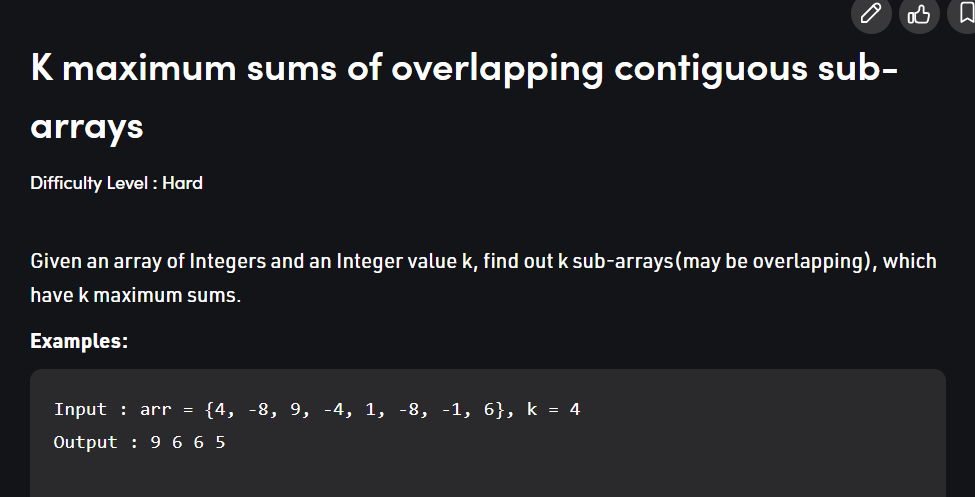 K maximum sums of overlapping contiguous sub-
arrays
Difficulty Level : Hard
Given an array of Integers and an Integer value k, find out k sub-arrays(may be overlapping), which
have k maximum sums.
Examples:
Input : arr = {4, -8, 9, -4, 1, -8, -1, 6}, k = 4
Output : 9 6 6 5